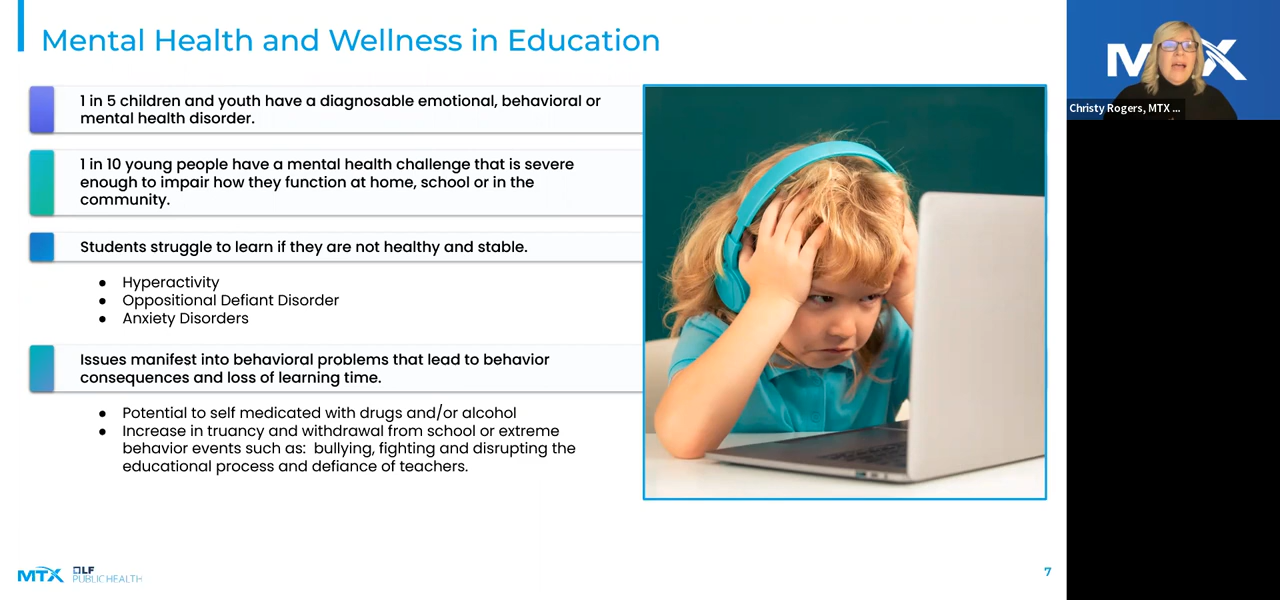 Mental Health and Wellness in Education
1 in 5 children and youth have a diagnosable emotional, behavioral or
mental health disorder.
1 in 10 young people have a mental health challenge that is severe
enough to impair how they function at home, school or in the
community.
Students struggle to learn if they are not healthy and stable.
● Hyperactivity
● Oppositional Defiant Disorder
● Anxiety Disorders
Issues manifest into behavioral problems that lead to behavior
consequences and loss of learning time.
● Potential to self medicated with drugs and/or alcohol
● Increase in truancy and withdrawal from school or extreme
behavior events such as:  bullying, fighting and disrupting the
educational process and defiance of teachers.
MTX
LF
PUBLIC HEALTH
7
MTX
Christy Rogers, MTX ...